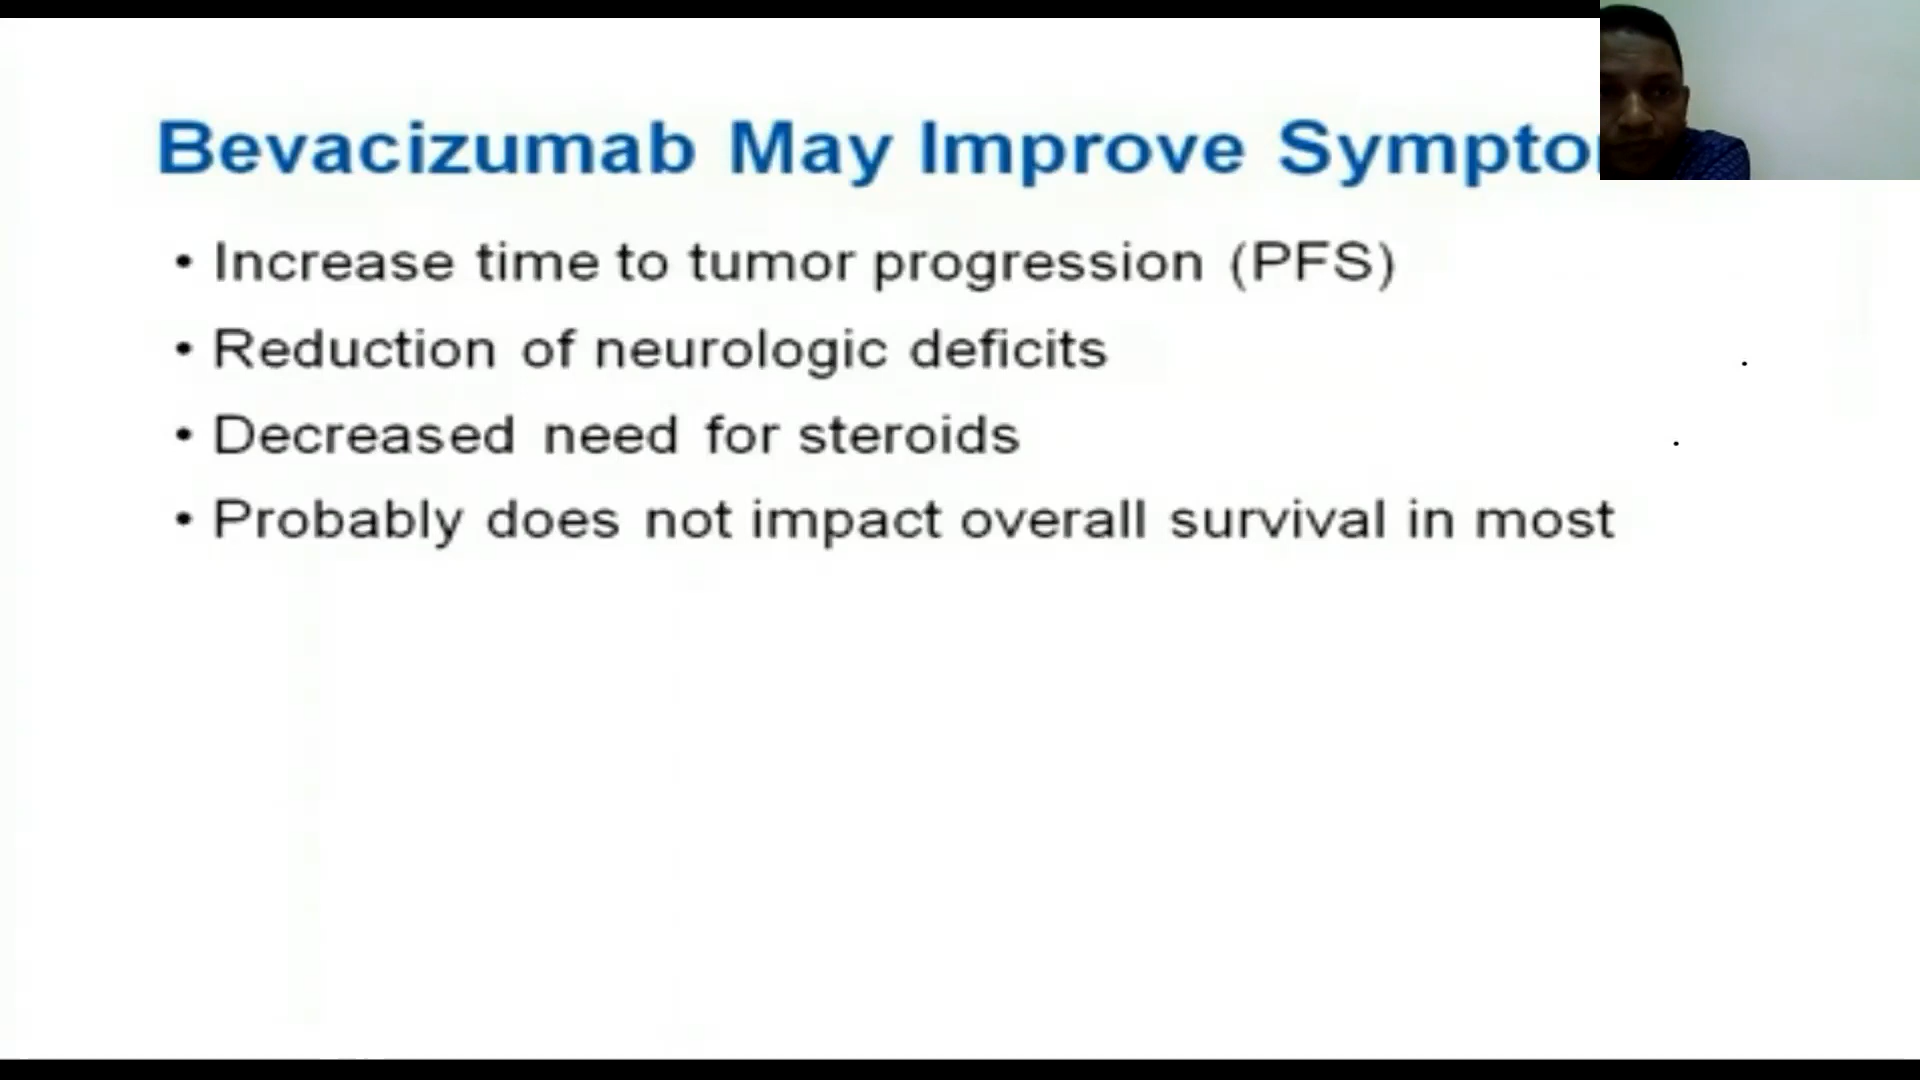 Bevacizumab May Improve
• Increase time to tumor progression (PFS)
• Reduction of neurologic deficits
• Decreased need for steroids
• Probably does not impact overall survival in most